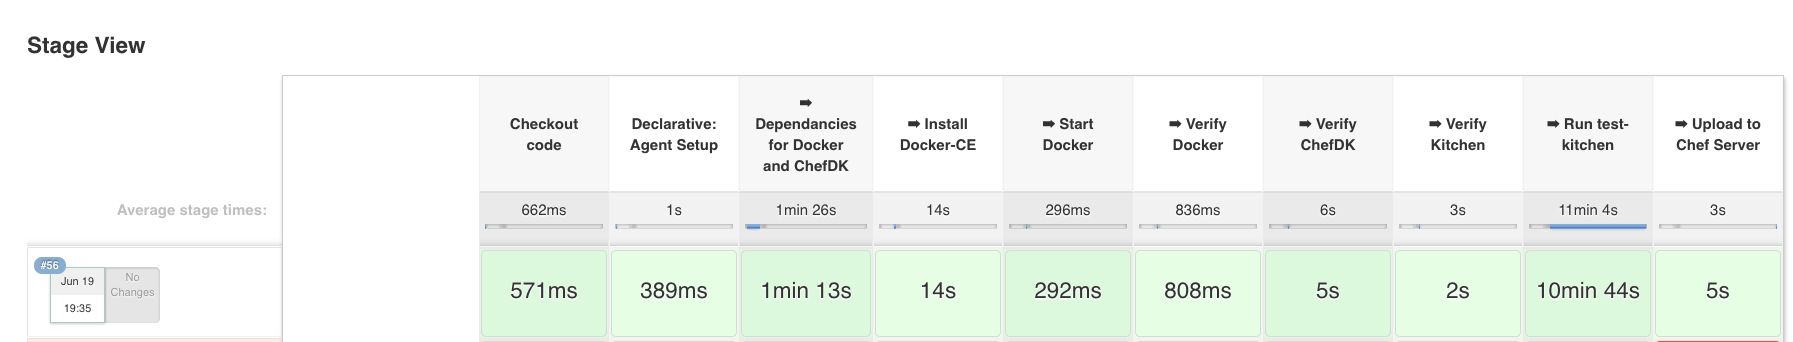 Stage View
Checkout
code
Declarative:
Agent Setup
➡
Dependancies
for Docker
and ChefDK
➡ Install
Docker-CE
➡ Start
Docker
➡ Verify
Docker
➡ Verify
ChefDK
➡ Verify
Kitchen
➡ Run test-
kitchen
➡ Upload to
Chef Server
Average stage times:
662ms
1s
1min 26s
14s
296ms
836ms
6s
3s
11min 4s
3s
#56
Jun 19
19:35
No
Changes
571ms
389ms
1min 13s
14s
292ms
808ms
5s
2s
10min 44s
5s